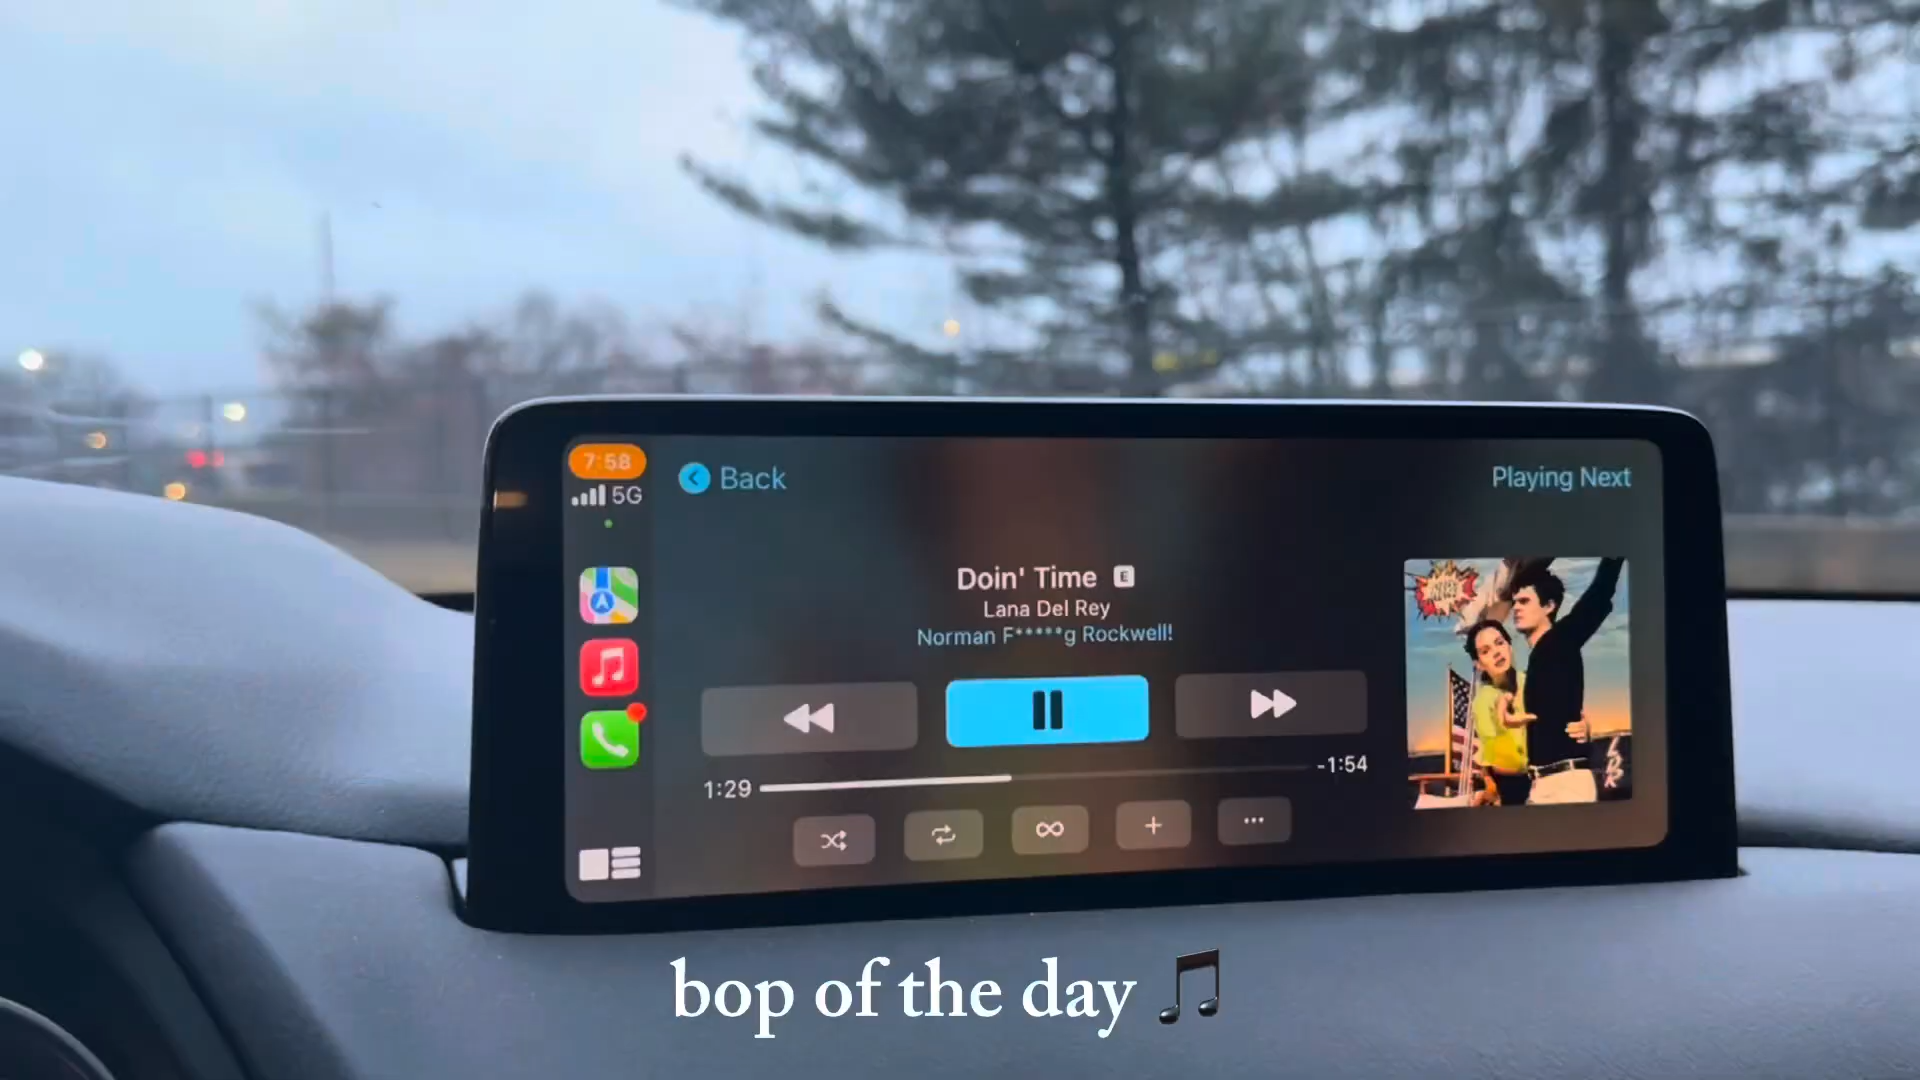 7:58
5G
Back
Playing Next
Doin' Time E
Lana Del Rey
Norman F*****g Rockwell!
1:29
-1:54
LDR
bop of the day